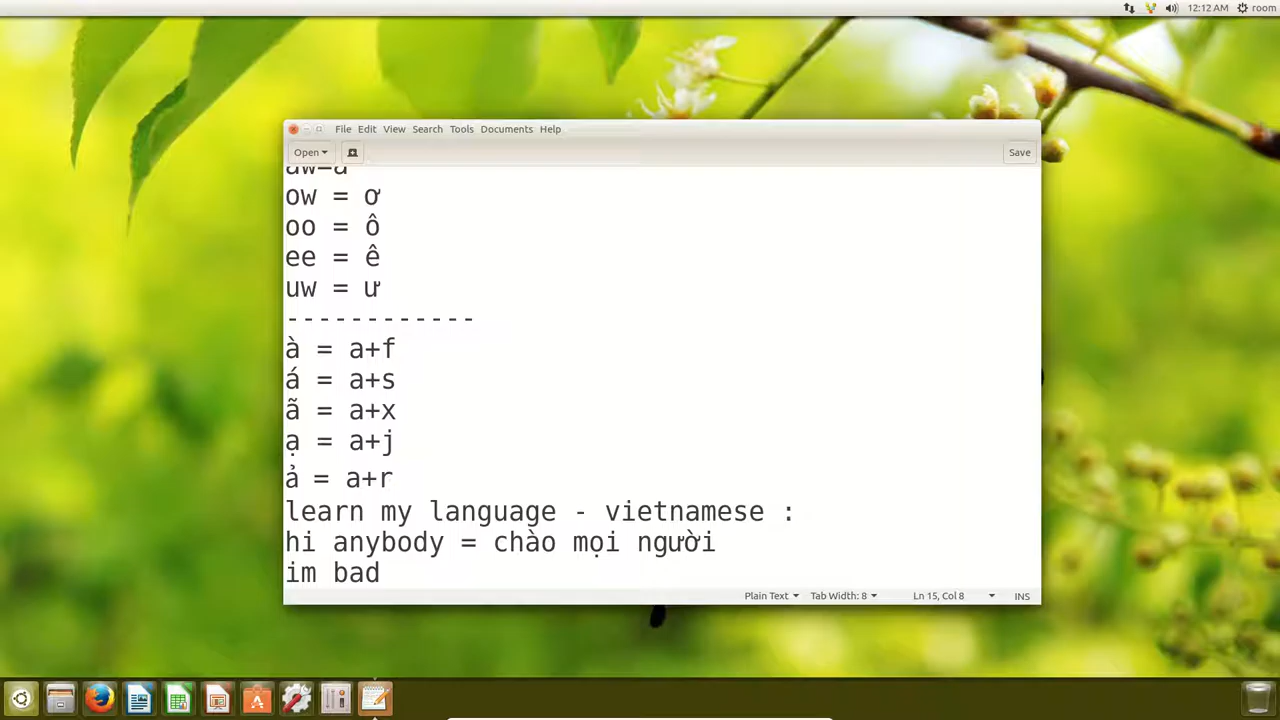 12:12 AM room
File Edit View Search Tools Documents Help
Open Save
ow = ơ
oo = ô
ee = ê
uw = ư
------------
à = a+f
á = a+s
ã = a+x
ạ = a+j
ả = a+r
learn my language - vietnamese :
hi anybody = chào mọi người
im bad
Plain Text Tab Width: 8 Ln 15, Col 8 INS